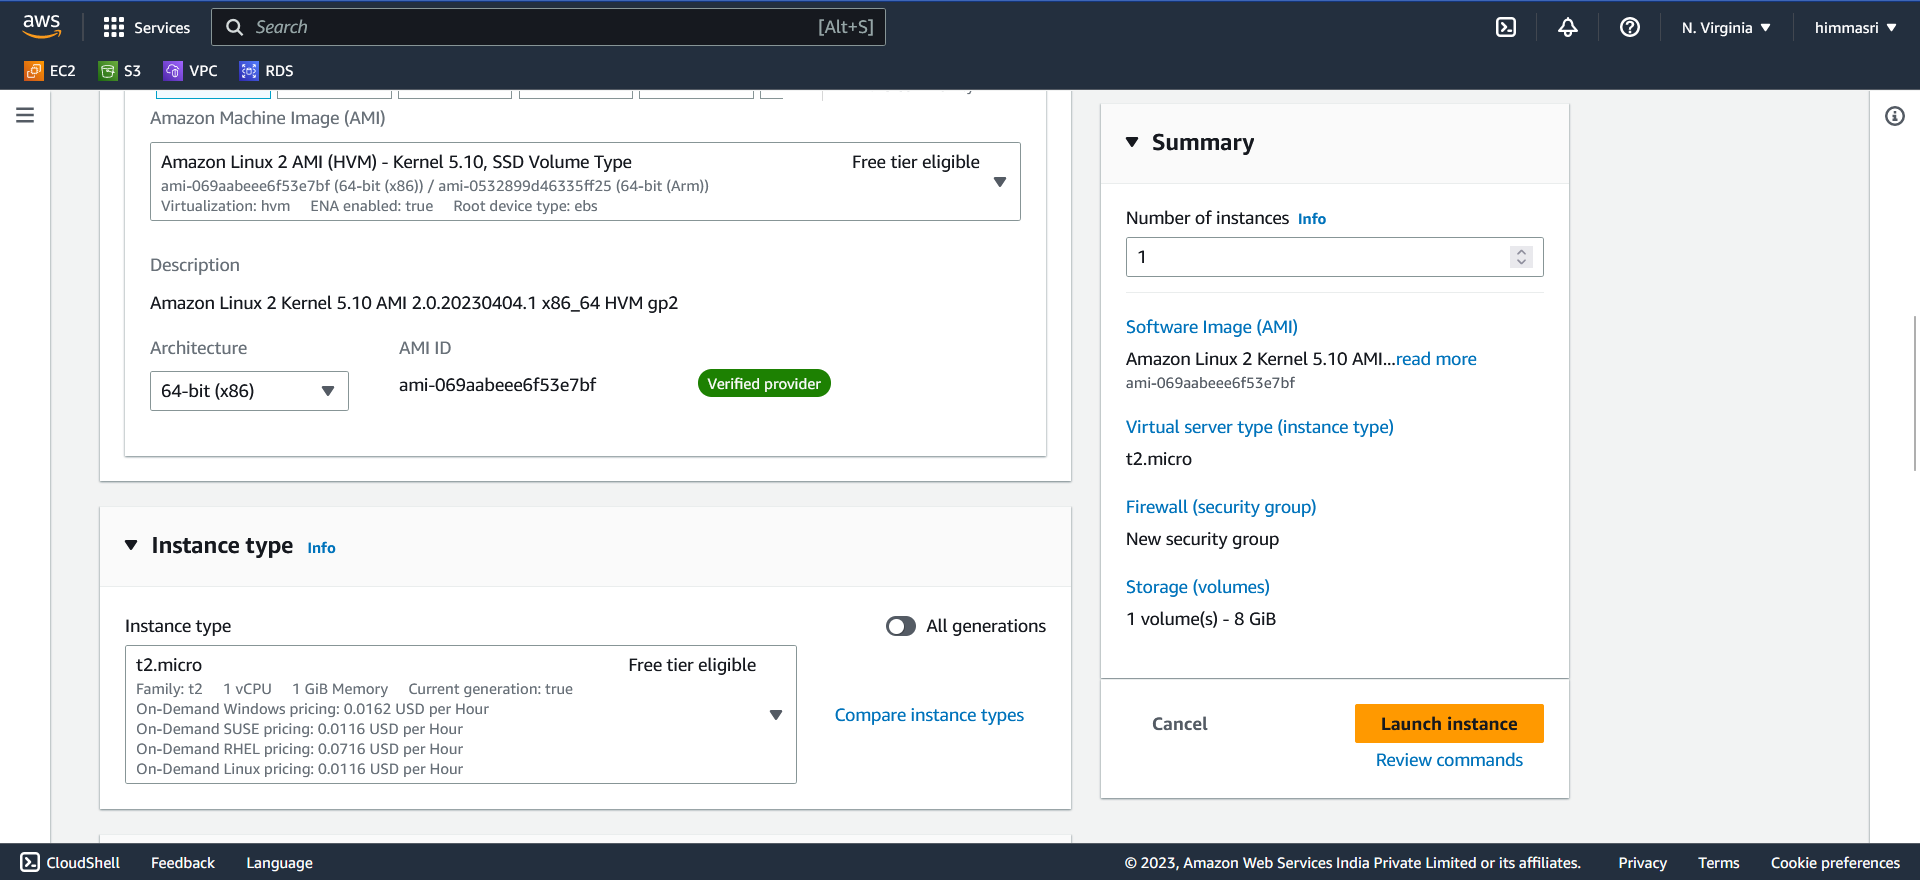 aws
Services
Search
[Alt+S]
N. Virginia
himmasri
EC2
S3
VPC
RDS
Amazon Machine Image (AMI)
Amazon Linux 2 AMI (HVM) - Kernel 5.10, SSD Volume Type
Free tier eligible
ami-069aabeee6f53e7bf (64-bit (x86)) / ami-0532899d46335ff25 (64-bit (Arm))
Virtualization: hvm ENA enabled: true Root device type: ebs
Description
Amazon Linux 2 Kernel 5.10 AMI 2.0.20230404.1 x86_64 HVM gp2
Architecture
AMI ID
64-bit (x86)
ami-069aabeee6f53e7bf
Verified provider
Instance type Info
Instance type
All generations
t2.micro
Free tier eligible
Family: t2 1 vCPU 1 GiB Memory Current generation: true
On-Demand Windows pricing: 0.0162 USD per Hour
On-Demand SUSE pricing: 0.0116 USD per Hour
On-Demand RHEL pricing: 0.0716 USD per Hour
On-Demand Linux pricing: 0.0116 USD per Hour
Compare instance types
Summary
Number of instances Info
1
Software Image (AMI)
Amazon Linux 2 Kernel 5.10 AMI...read more
ami-069aabeee6f53e7bf
Virtual server type (instance type)
t2.micro
Firewall (security group)
New security group
Storage (volumes)
1 volume(s) - 8 GiB
Cancel
Launch instance
Review commands
CloudShell
Feedback
Language
© 2023, Amazon Web Services India Private Limited or its affiliates.
Privacy
Terms
Cookie preferences